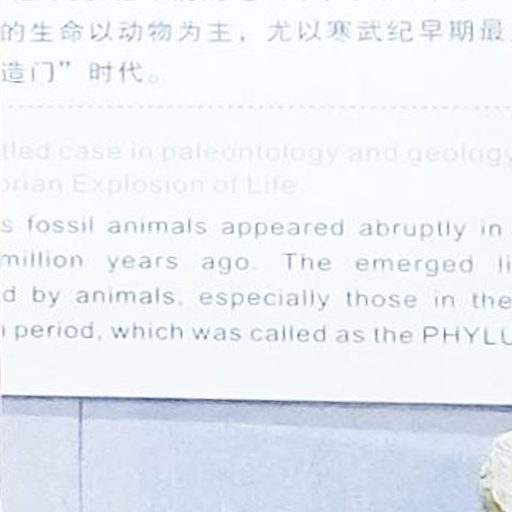 的生命以动物为主，尤以寒武纪早期最
造门”时代。
tled case in paleontology and geology
brian Explosion of Life
s fossil animals appeared abruptly in
million years ago. The emerged li
d by animals, especially those in the
n period, which was called as the PHYLU